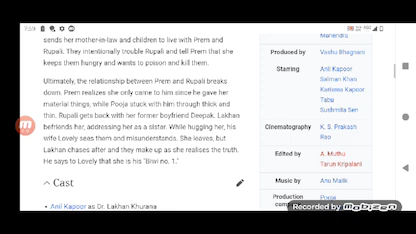 7:59
sends her mother-in-law and children to live with Prem and
Rupali. They intentionally trouble Rupali and tell Prem that she
keeps them hungry and wants to poison and kill them.
Ultimately, the relationship between Prem and Rupali breaks
down. Prem realizes she only came to him since he gave her
material things, while Pooja stuck with him through thick and
thin. Rupali gets back with her former boyfriend Deepak. Lakhan
befriends her, addressing her as a sister. While hugging her, his
wife Lovely sees them and misunderstands. She leaves, but
Lakhan chases after and they make up as she realises the truth.
He says to Lovely that she is his "Biwi no. 1."
Cast
• Anil Kapoor as Dr. Lakhan Khurana
Mahendru
Produced by Vashu Bhagnani
Starring Anil Kapoor
Salman Khan
Karisma Kapoor
Tabu
Sushmita Sen
Cinematography K. S. Prakash
Rao
Edited by A. Muthu
Tarun Kripalani
Music by Anu Malik
Production Pooja
Recorded by mobizen